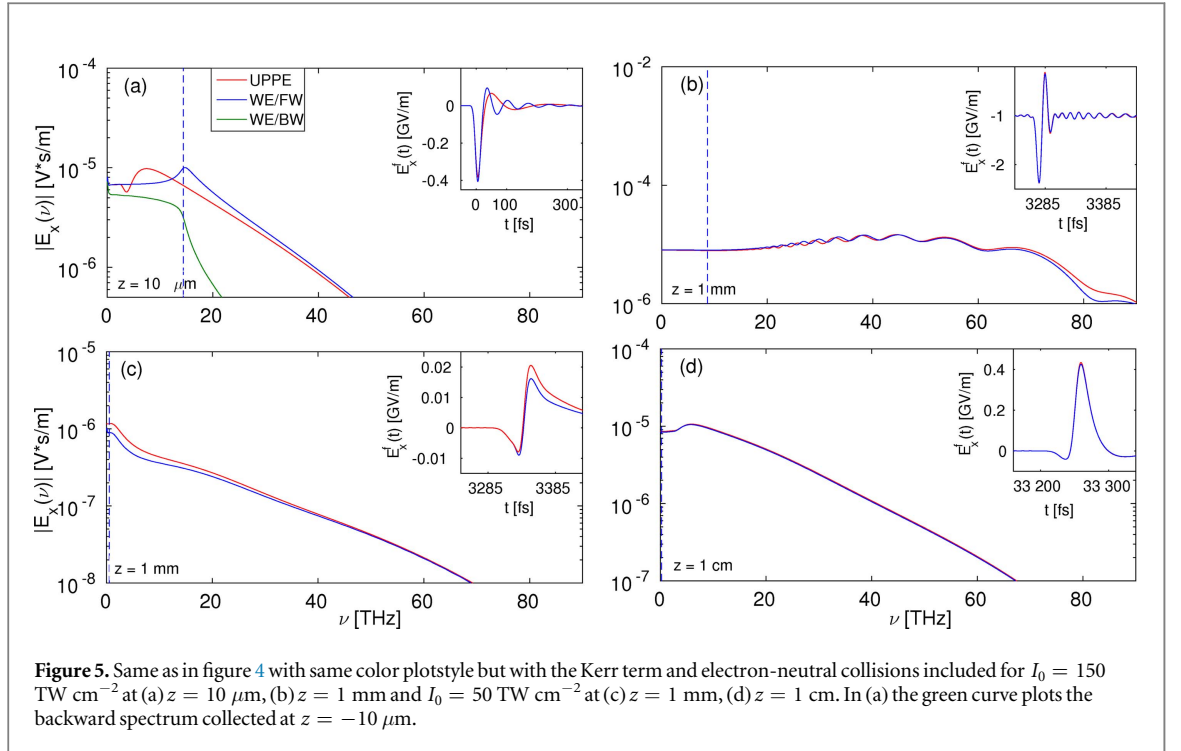 (a)
UPPE
WE/FW
WE/BW
10^-4
10^-5
10^-6
|E_x(ν)| [V*s/m]
0 20 40 60 80
z = 10 μm
E_x^f(t) [GV/m]
0
-0.2
-0.4
0 100 300
t [fs]
(b)
10^-2
10^-4
10^-6
0 20 40 60 80
z = 1 mm
E_x^f(t) [GV/m]
-1
-2
3285 3385
t [fs]
(c)
10^-5
10^-6
10^-7
10^-8
|E_x(ν)| [V*s/m]
0 20 40 60 80
ν [THz]
z = 1 mm
E_x^f(t) [GV/m]
0.02
0.01
0
-0.01
3285 3385
t [fs]
(d)
10^-4
10^-5
10^-6
10^-7
0 20 40 60 80
ν [THz]
z = 1 cm
E_x^f(t) [GV/m]
0.4
0.2
0
33 200 33 300
t [fs]
Figure 5. Same as in figure 4 with same color plotstyle but with the Kerr term and electron-neutral collisions included for I_0 = 150
TW cm^−2 at (a) z = 10 μm, (b) z = 1 mm and I_0 = 50 TW cm^−2 at (c) z = 1 mm, (d) z = 1 cm. In (a) the green curve plots the
backward spectrum collected at z = −10 μm.